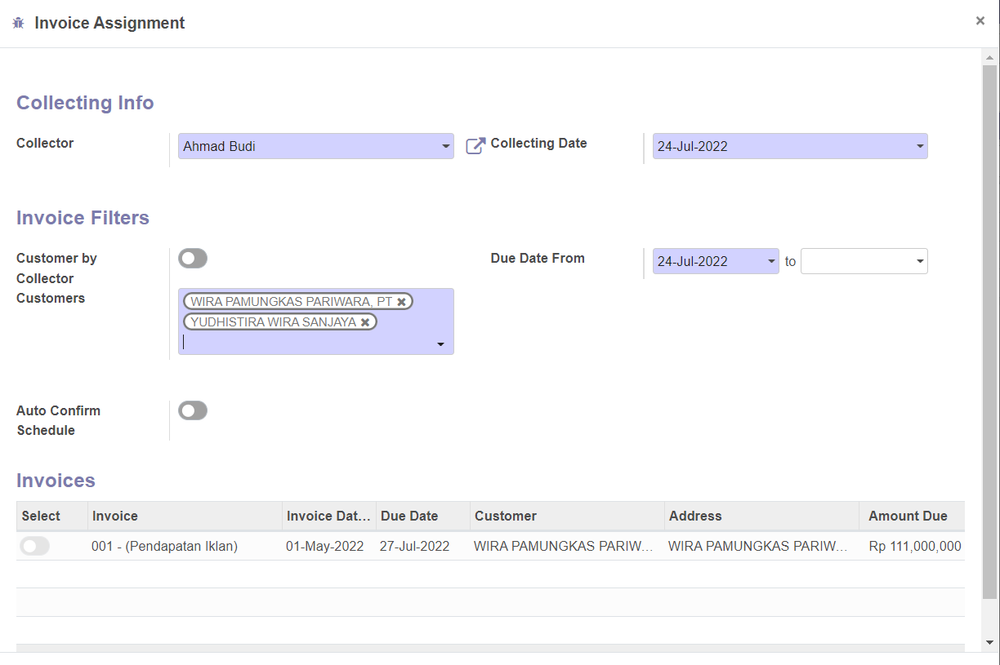 Invoice Assignment
Collecting Info
Collector
Ahmad Budi
Collecting Date
24-Jul-2022
Invoice Filters
Customer by
Collector
Due Date From
24-Jul-2022 to
Customers
WIRA PAMUNGKAS PARIWARA, PT
YUDHISTIRA WIRA SANJAYA
Auto Confirm
Schedule
Invoices
Select Invoice Invoice Dat... Due Date Customer Address Amount Due
001 - (Pendapatan Iklan) 01-May-2022 27-Jul-2022 WIRA PAMUNGKAS PARIW... WIRA PAMUNGKAS PARIW... Rp 111,000,000